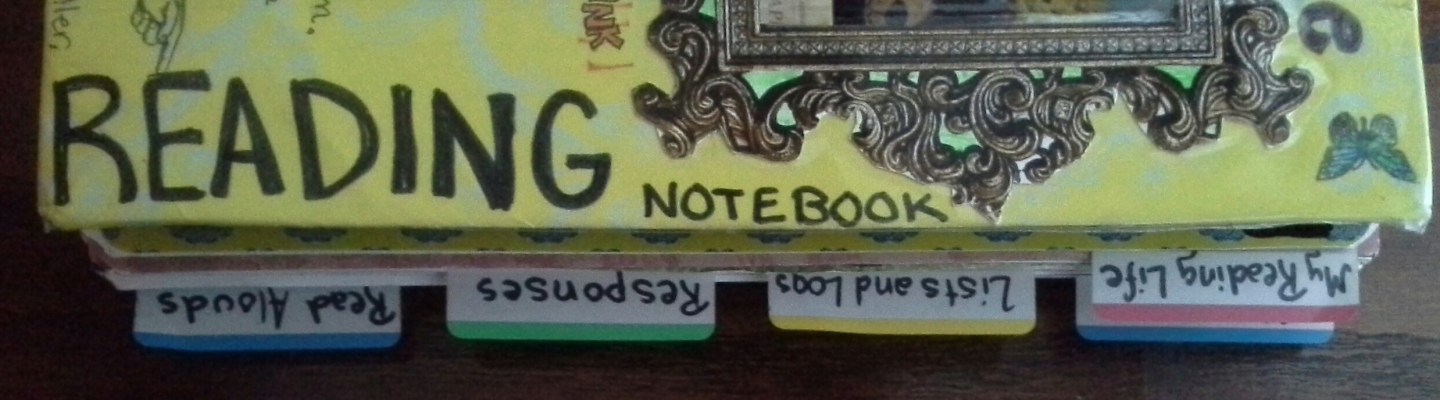 READING
NOTEBOOK
Read Alouds
Responses
Lists and Logs
My Reading Life